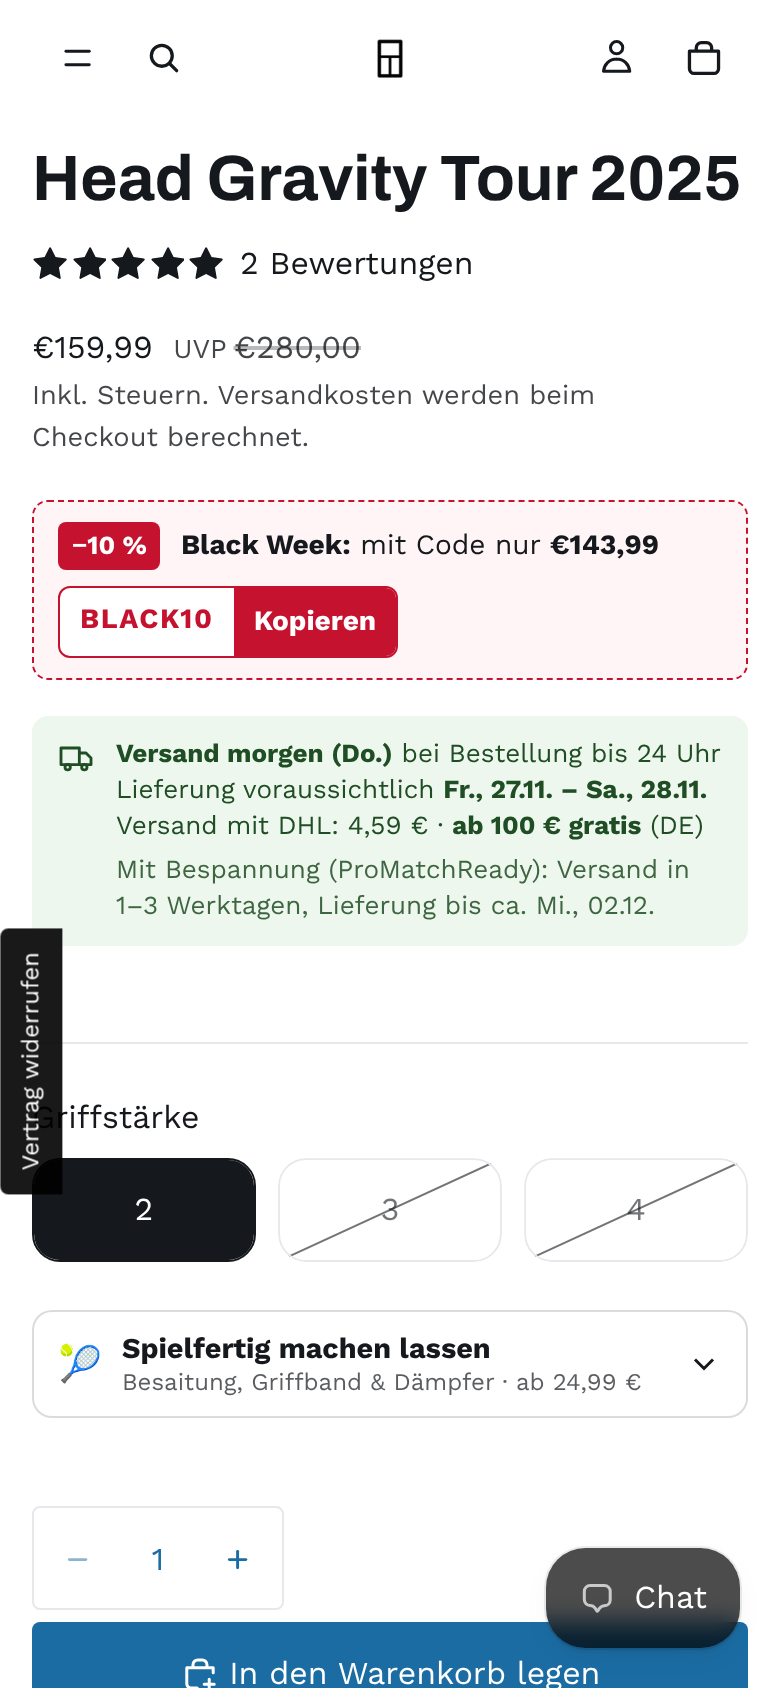 Head Gravity Tour 2025
2 Bewertungen
€159,99 UVP €280,00
Inkl. Steuern. Versandkosten werden beim
Checkout berechnet.
−10 % Black Week: mit Code nur €143,99
BLACK10 Kopieren
Versand morgen (Do.) bei Bestellung bis 24 Uhr
Lieferung voraussichtlich Fr., 27.11. – Sa., 28.11.
Versand mit DHL: 4,59 € · ab 100 € gratis (DE)
Mit Bespannung (ProMatchReady): Versand in
1–3 Werktagen, Lieferung bis ca. Mi., 02.12.
Vertrag widerrufen
Griffstärke
2 3 4
Spielfertig machen lassen
Besaitung, Griffband & Dämpfer · ab 24,99 €
− 1 +
Chat
In den Warenkorb legen